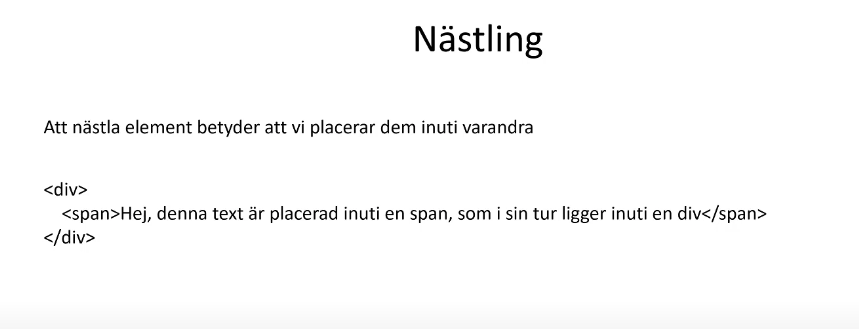 Nästling
Att nästla element betyder att vi placerar dem inuti varandra
<div>
<span>Hej, denna text är placerad inuti en span, som i sin tur ligger inuti en div</span>
</div>